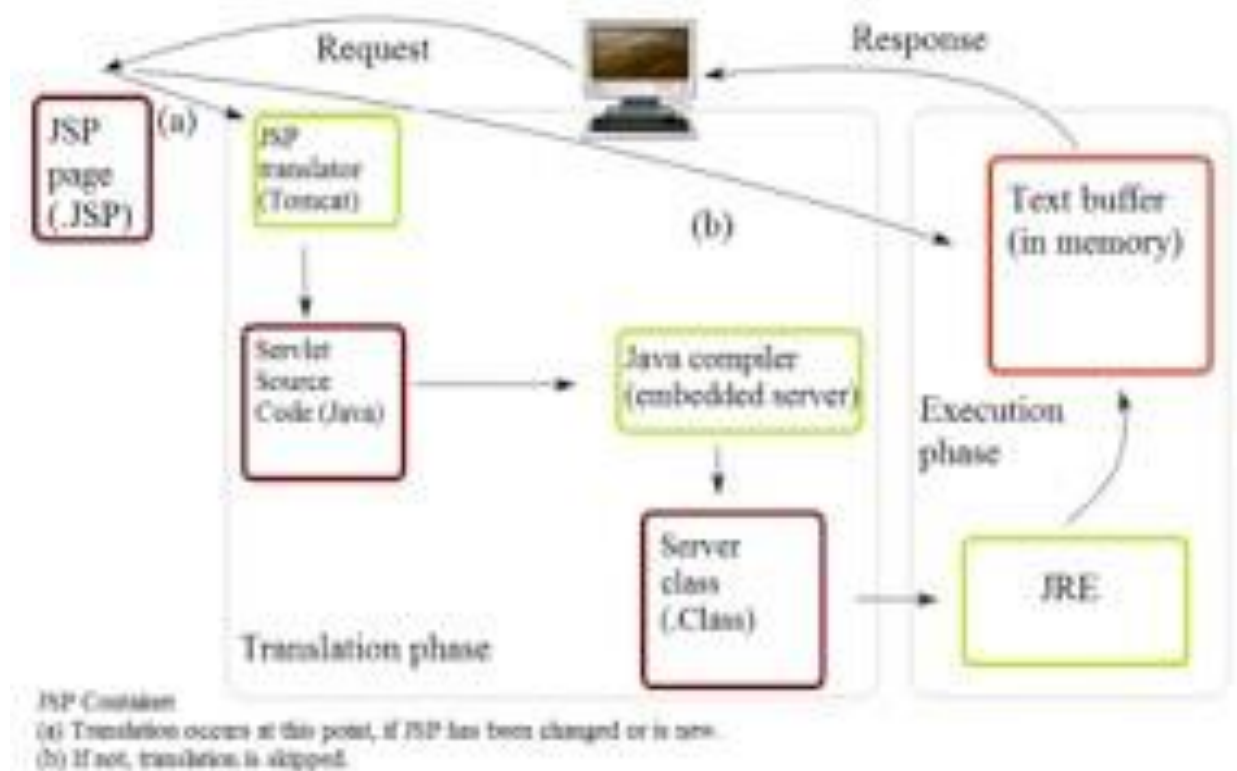 Request
Response
JSP
page
(.JSP)
(a)
JSP
translator
(Tomcat)
(b)
Text buffer
(in memory)
Servlet
Source
Code (Java)
Java compiler
(embedded server)
Execution
phase
Server
class
(.Class)
JRE
Translation phase
JSP Container
(a) Translation occurs at this point, if JSP has been changed or is new.
(b) If not, translation is skipped.